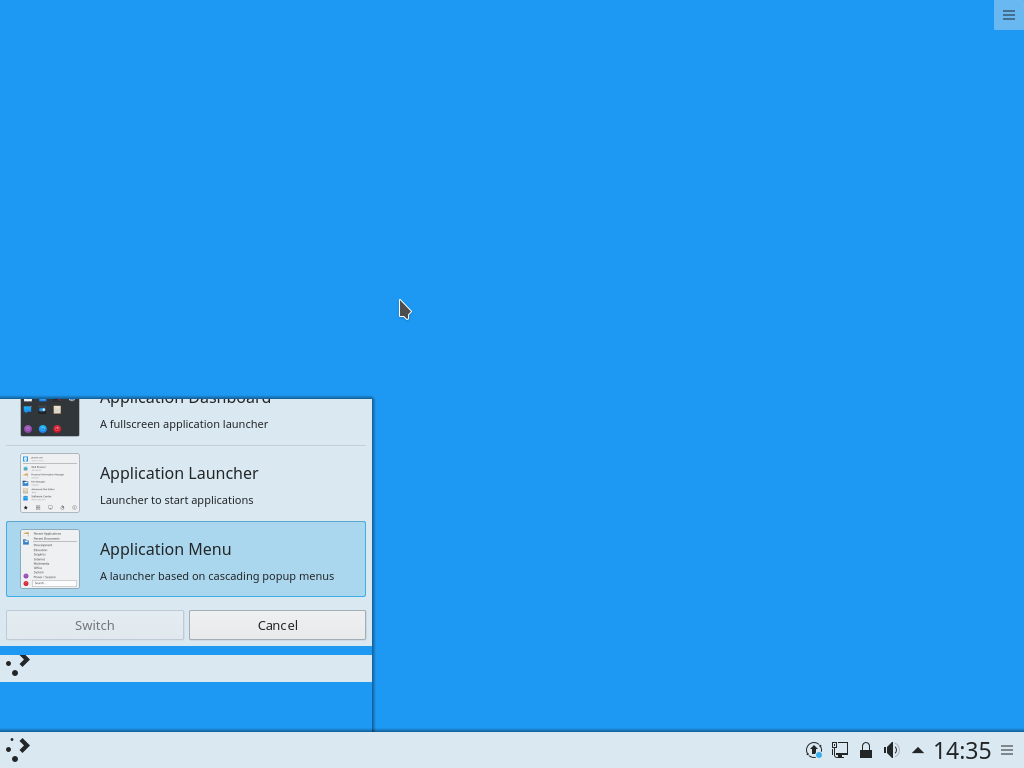 Application Dashboard
A fullscreen application launcher
Application Launcher
Launcher to start applications
Application Menu
A launcher based on cascading popup menus
Switch
Cancel
14:35